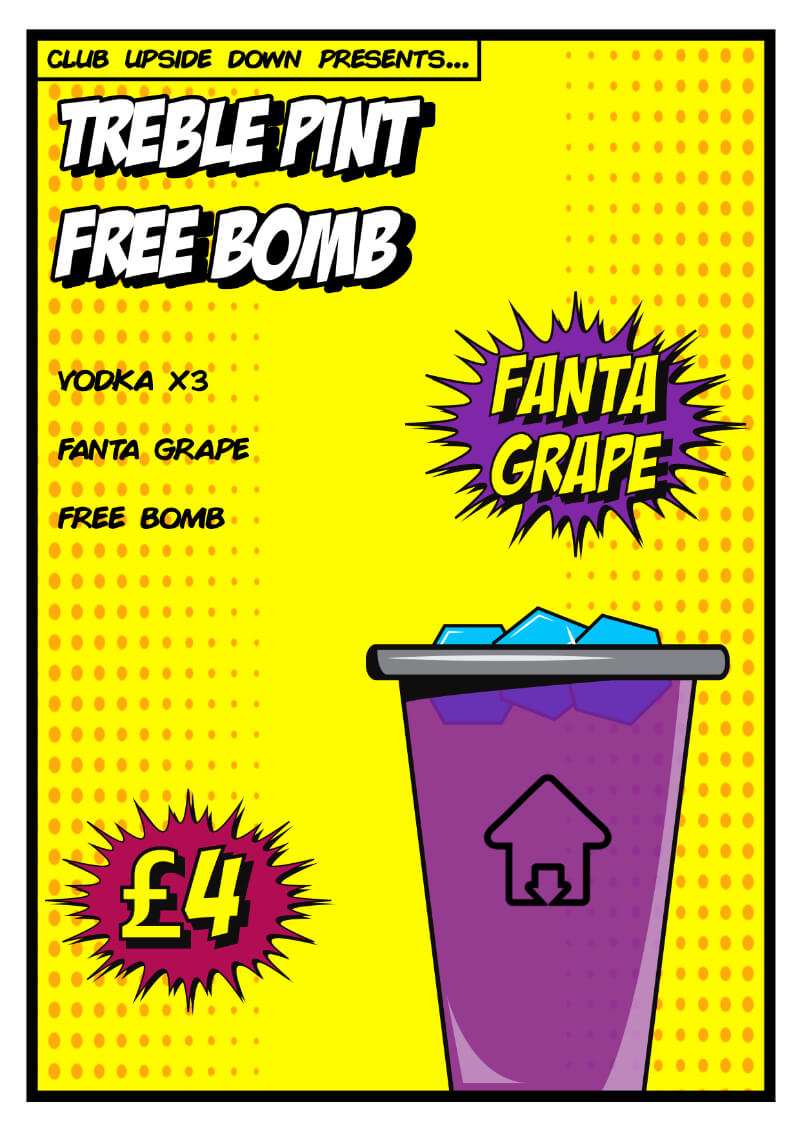 CLUB UPSIDE DOWN PRESENTS...
TREBLE PINT
FREE BOMB
VODKA X3
FANTA GRAPE
FREE BOMB
FANTA
GRAPE
£4